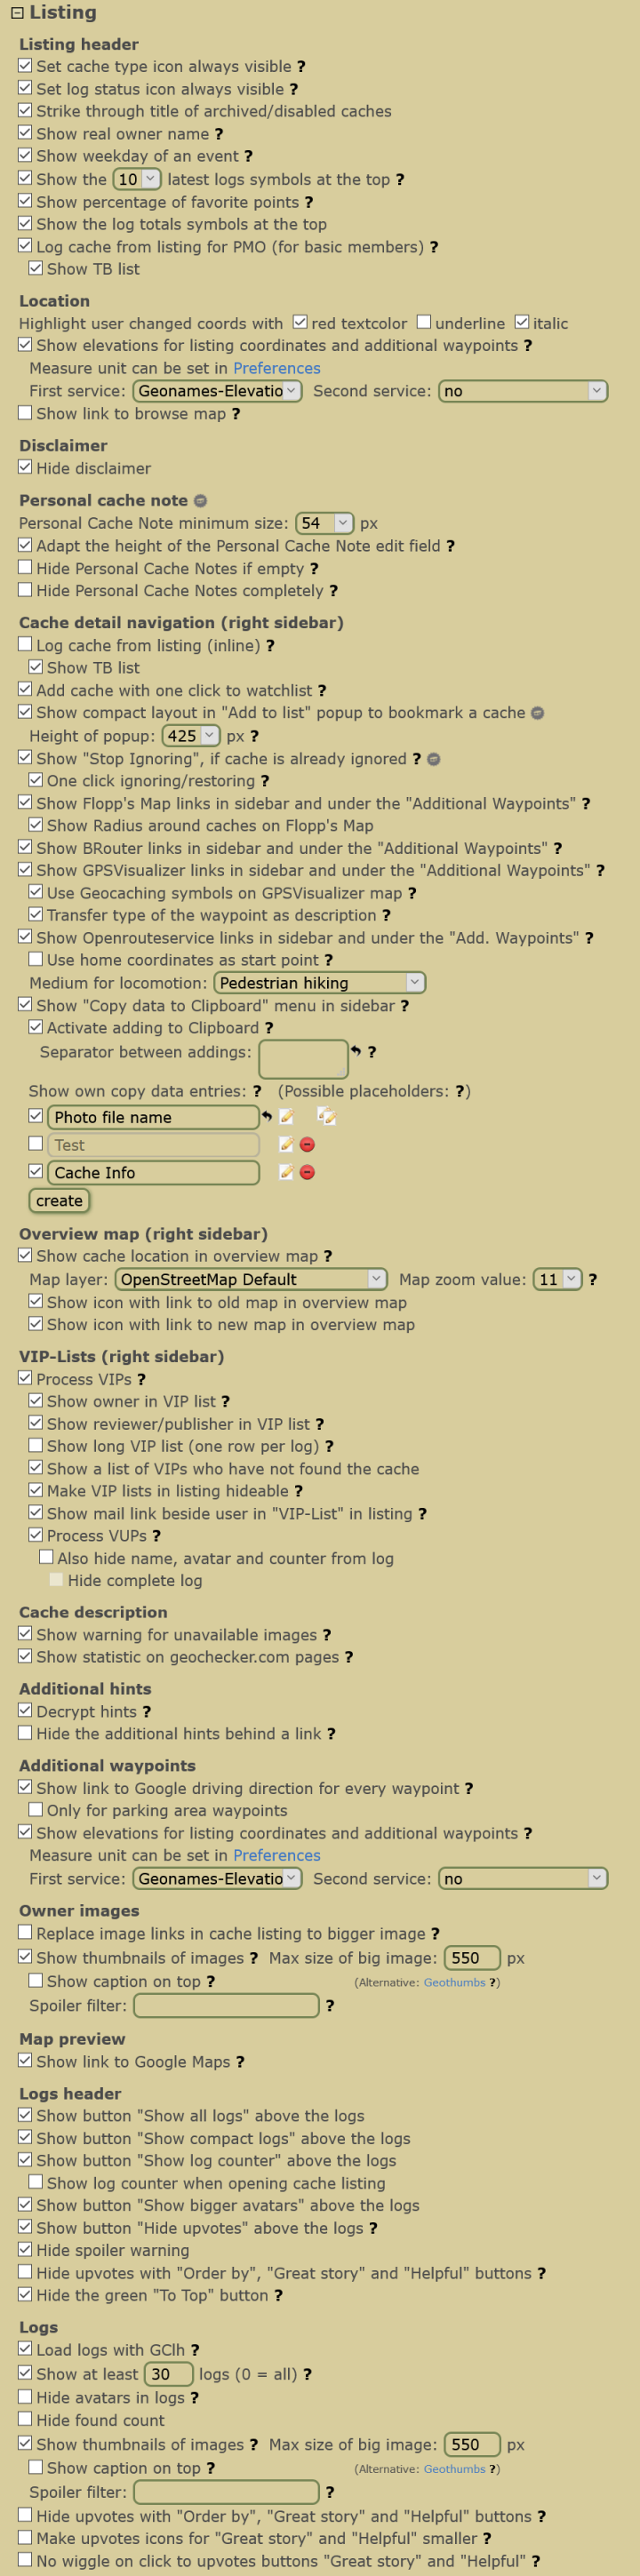 Listing
Listing header
Set cache type icon always visible ?
Set log status icon always visible ?
Strike through title of archived/disabled caches
Show real owner name ?
Show weekday of an event ?
Show the 10 latest logs symbols at the top ?
Show percentage of favorite points ?
Show the log totals symbols at the top
Log cache from listing for PMO (for basic members) ?
Show TB list
Location
Highlight user changed coords with red textcolor underline italic
Show elevations for listing coordinates and additional waypoints ?
Measure unit can be set in Preferences
First service: Geonames-Elevatio Second service: no
Show link to browse map ?
Disclaimer
Hide disclaimer
Personal cache note
Personal Cache Note minimum size: 54 px
Adapt the height of the Personal Cache Note edit field ?
Hide Personal Cache Notes if empty ?
Hide Personal Cache Notes completely ?
Cache detail navigation (right sidebar)
Log cache from listing (inline) ?
Show TB list
Add cache with one click to watchlist ?
Show compact layout in "Add to list" popup to bookmark a cache
Height of popup: 425 px ?
Show "Stop Ignoring", if cache is already ignored ?
One click ignoring/restoring ?
Show Flopp's Map links in sidebar and under the "Additional Waypoints" ?
Show Radius around caches on Flopp's Map
Show BRouter links in sidebar and under the "Additional Waypoints" ?
Show GPSVisualizer links in sidebar and under the "Additional Waypoints" ?
Use Geocaching symbols on GPSVisualizer map ?
Transfer type of the waypoint as description ?
Show Openrouteservice links in sidebar and under the "Add. Waypoints" ?
Use home coordinates as start point ?
Medium for locomotion: Pedestrian hiking
Show "Copy data to Clipboard" menu in sidebar ?
Activate adding to Clipboard ?
Separator between addings: ?
Show own copy data entries: ? (Possible placeholders: ?)
Photo file name
Test
Cache Info
create
Overview map (right sidebar)
Show cache location in overview map ?
Map layer: OpenStreetMap Default Map zoom value: 11 ?
Show icon with link to old map in overview map
Show icon with link to new map in overview map
VIP-Lists (right sidebar)
Process VIPs ?
Show owner in VIP list ?
Show reviewer/publisher in VIP list ?
Show long VIP list (one row per log) ?
Show a list of VIPs who have not found the cache
Make VIP lists in listing hideable ?
Show mail link beside user in "VIP-List" in listing ?
Process VUPs ?
Also hide name, avatar and counter from log
Hide complete log
Cache description
Show warning for unavailable images ?
Show statistic on geochecker.com pages ?
Additional hints
Decrypt hints ?
Hide the additional hints behind a link ?
Additional waypoints
Show link to Google driving direction for every waypoint ?
Only for parking area waypoints
Show elevations for listing coordinates and additional waypoints ?
Measure unit can be set in Preferences
First service: Geonames-Elevatio Second service: no
Owner images
Replace image links in cache listing to bigger image ?
Show thumbnails of images ? Max size of big image: 550 px
Show caption on top ? (Alternative: Geothumbs ?)
Spoiler filter: ?
Map preview
Show link to Google Maps ?
Logs header
Show button "Show all logs" above the logs
Show button "Show compact logs" above the logs
Show button "Show log counter" above the logs
Show log counter when opening cache listing
Show button "Show bigger avatars" above the logs
Show button "Hide upvotes" above the logs ?
Hide spoiler warning
Hide upvotes with "Order by", "Great story" and "Helpful" buttons ?
Hide the green "To Top" button ?
Logs
Load logs with GClh ?
Show at least 30 logs (0 = all) ?
Hide avatars in logs ?
Hide found count
Show thumbnails of images ? Max size of big image: 550 px
Show caption on top ? (Alternative: Geothumbs ?)
Spoiler filter: ?
Hide upvotes with "Order by", "Great story" and "Helpful" buttons ?
Make upvotes icons for "Great story" and "Helpful" smaller ?
No wiggle on click to upvotes buttons "Great story" and "Helpful" ?